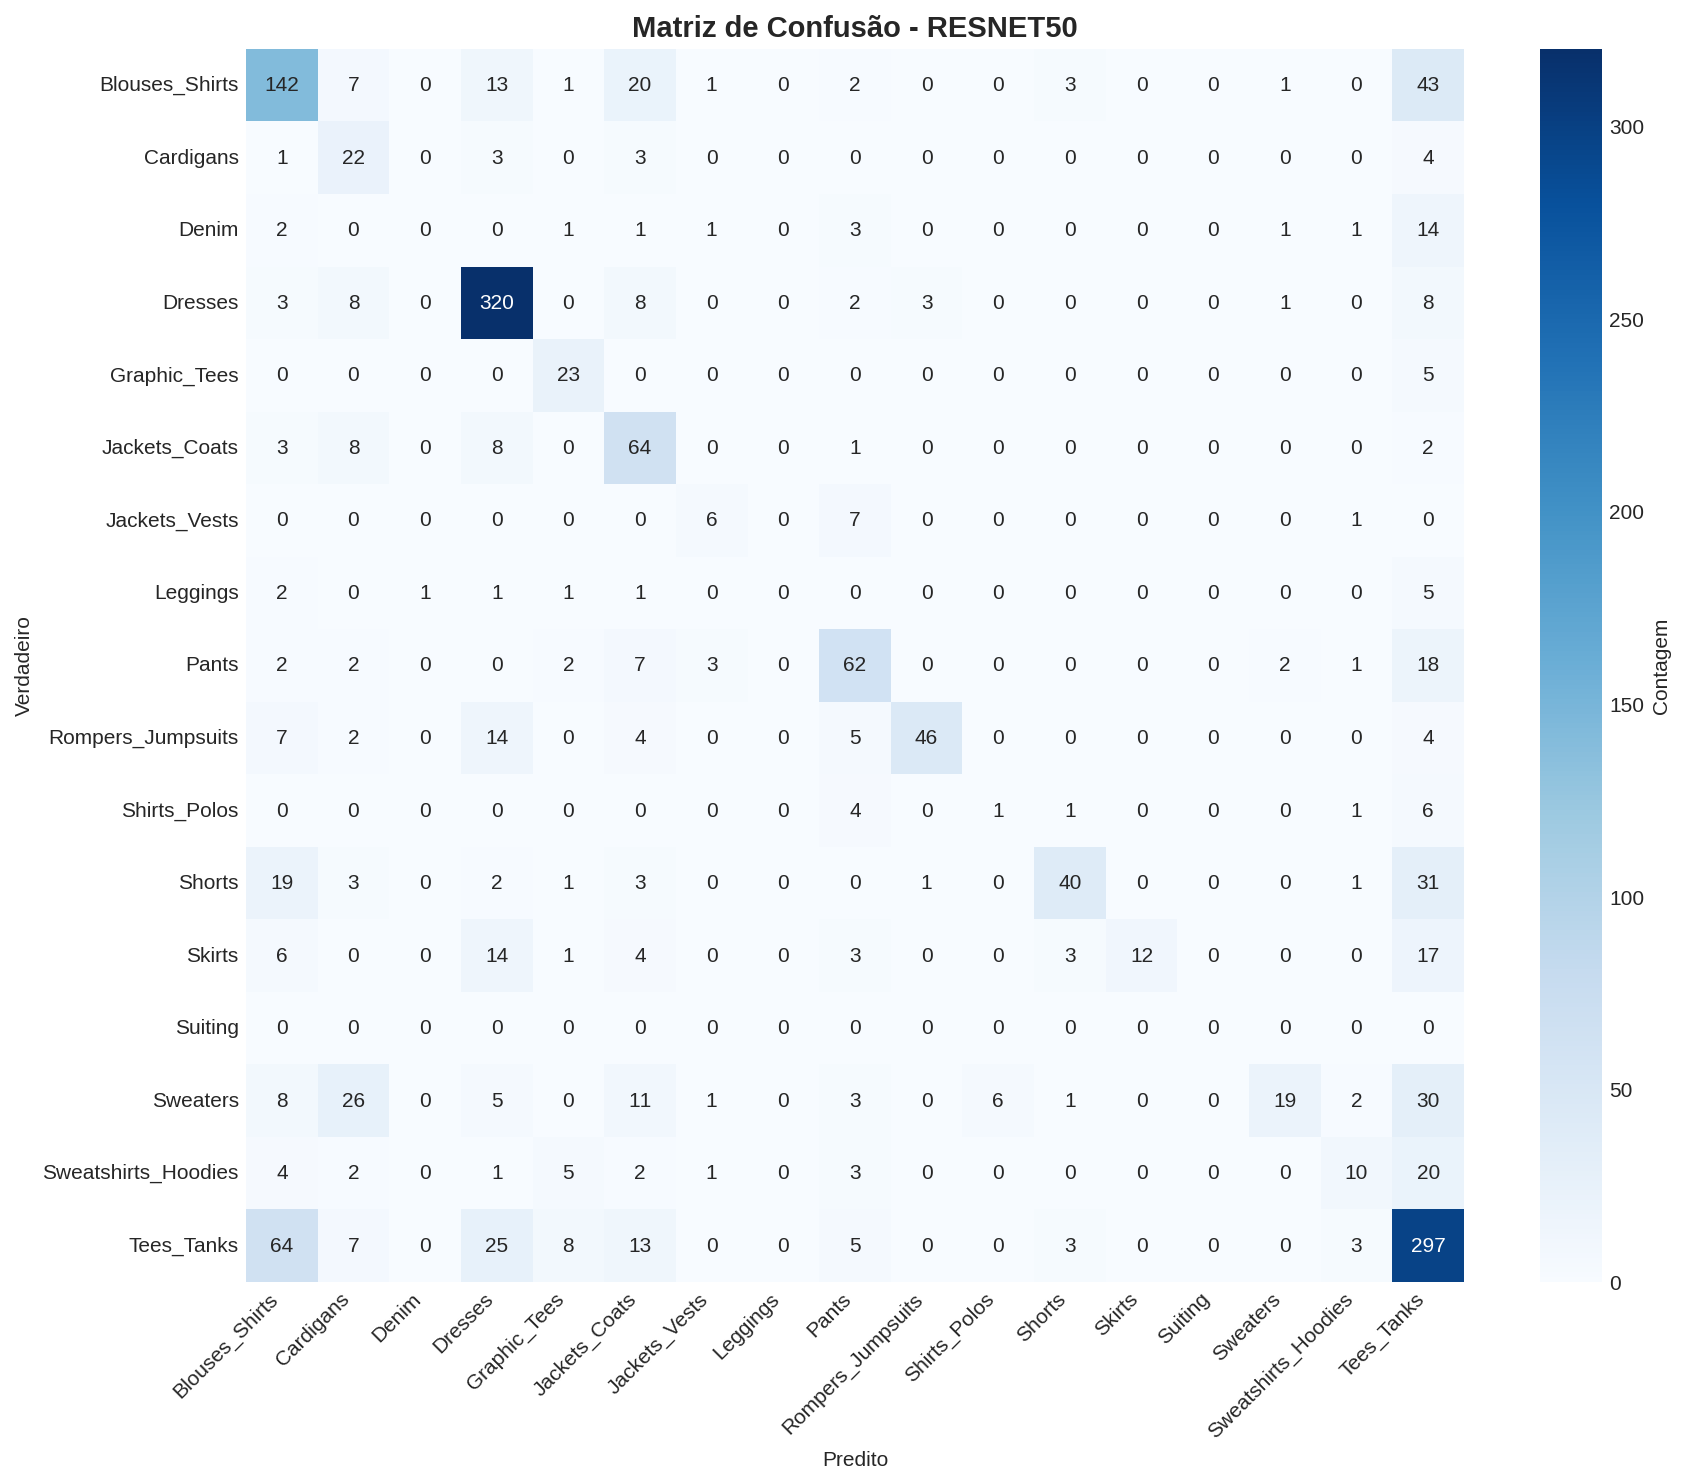 Matriz de Confusão - RESNET50
Blouses_Shirts 142 7 0 13 1 20 1 0 2 0 0 3 0 0 1 0 43
Cardigans 1 22 0 3 0 3 0 0 0 0 0 0 0 0 0 0 4
Denim 2 0 0 0 1 1 1 0 3 0 0 0 0 0 1 1 14
Dresses 3 8 0 320 0 8 0 0 2 3 0 0 0 0 1 0 8
Graphic_Tees 0 0 0 0 23 0 0 0 0 0 0 0 0 0 0 0 5
Jackets_Coats 3 8 0 8 0 64 0 0 1 0 0 0 0 0 0 0 2
Jackets_Vests 0 0 0 0 0 0 6 0 7 0 0 0 0 0 0 1 0
Leggings 2 0 1 1 1 1 0 0 0 0 0 0 0 0 0 0 5
Pants 2 2 0 0 2 7 3 0 62 0 0 0 0 0 2 1 18
Rompers_Jumpsuits 7 2 0 14 0 4 0 0 5 46 0 0 0 0 0 0 4
Shirts_Polos 0 0 0 0 0 0 0 0 4 0 1 1 0 0 0 1 6
Shorts 19 3 0 2 1 3 0 0 0 1 0 40 0 0 0 1 31
Skirts 6 0 0 14 1 4 0 0 3 0 0 3 12 0 0 0 17
Suiting 0 0 0 0 0 0 0 0 0 0 0 0 0 0 0 0 0
Sweaters 8 26 0 5 0 11 1 0 3 0 6 1 0 0 19 2 30
Sweatshirts_Hoodies 4 2 0 1 5 2 1 0 3 0 0 0 0 0 0 10 20
Tees_Tanks 64 7 0 25 8 13 0 0 5 0 0 3 0 0 0 3 297
Verdadeiro
Blouses_Shirts
Cardigans
Denim
Dresses
Graphic_Tees
Jackets_Coats
Jackets_Vests
Leggings
Pants
Rompers_Jumpsuits
Shirts_Polos
Shorts
Skirts
Suiting
Sweaters
Sweatshirts_Hoodies
Tees_Tanks
Predito
300
250
200
150
100
50
0
Contagem